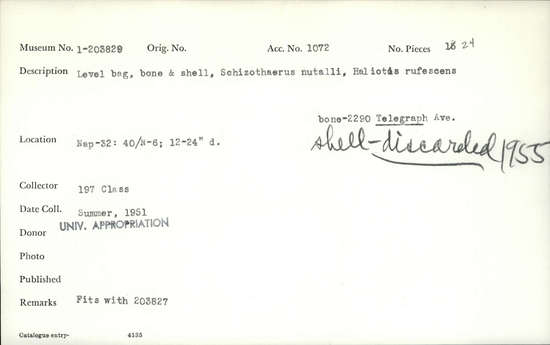 Museum No. 1-203829 Orig. No. Acc. No. 1072 No. Pieces 24
Description Level bag, bone & shell, Schizothaerus nutalli, Haliotis rufescens
bone-2290 Telegraph Ave.
Location Nap-32: 40/N-6; 12-24" d.
shell-discarded 1955
Collector 197 Class
Date Coll. Summer, 1951
Donor UNIV. APPROPRIATION
Photo
Published
Remarks Fits with 203827
Catalogue entry- 4135